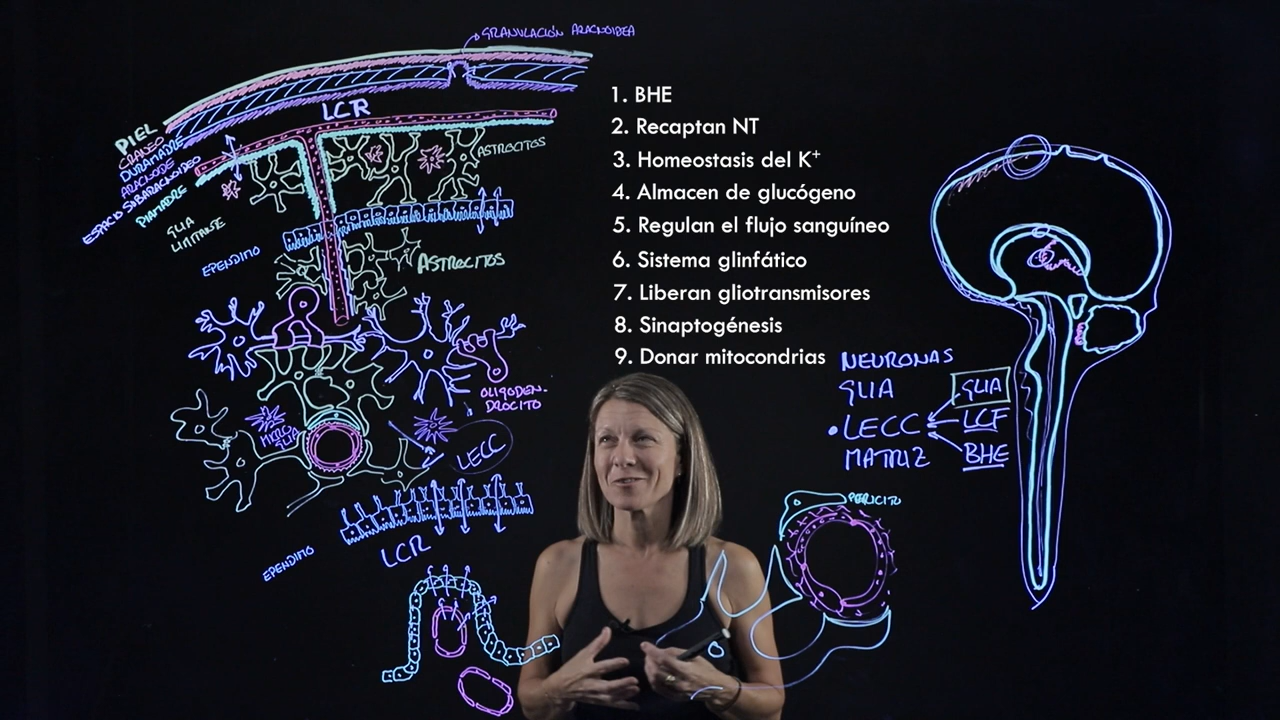 GRANULACIÓN ARACNOIDEA
LCR
PIEL
CRANEO
DURAMADRE
ARACNOIDE
ESPACIO SUBARACNOIDEO
PIAMADRE
GLIA
LIMITANTE
ASTROCITOS
EPENDIMO
ASTROCITOS
OLIGODEN-
DROCITO
MICRO
GLIA
LECC
EPENDIMO
LCR
1. BHE
2. Recaptan NT
3. Homeostasis del K⁺
4. Almacen de glucógeno
5. Regulan el flujo sanguíneo
6. Sistema glinfático
7. Liberan gliotransmisores
8. Sinaptogénesis
9. Donar mitocondrias
NEURONAS
GLIA
• LECC
MATRIZ
GLIA
LCF
BHE
PERICITO